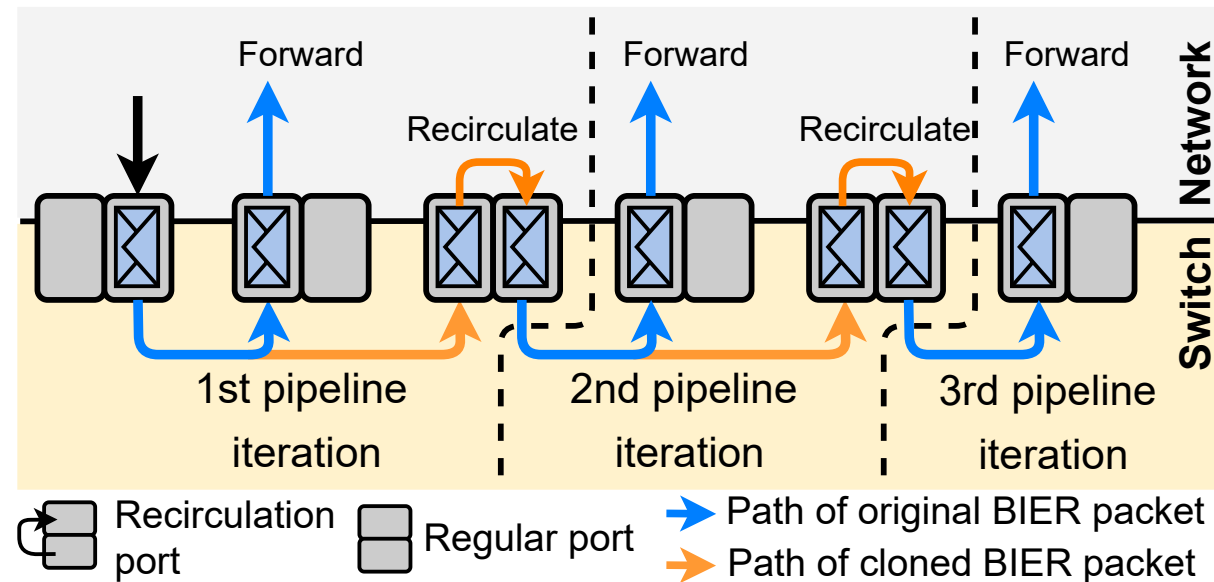 Forward
Forward
Forward
Recirculate
Recirculate
Network
Switch
1st pipeline
iteration
2nd pipeline
iteration
3rd pipeline
iteration
Recirculation
port
Regular port
Path of original BIER packet
Path of cloned BIER packet